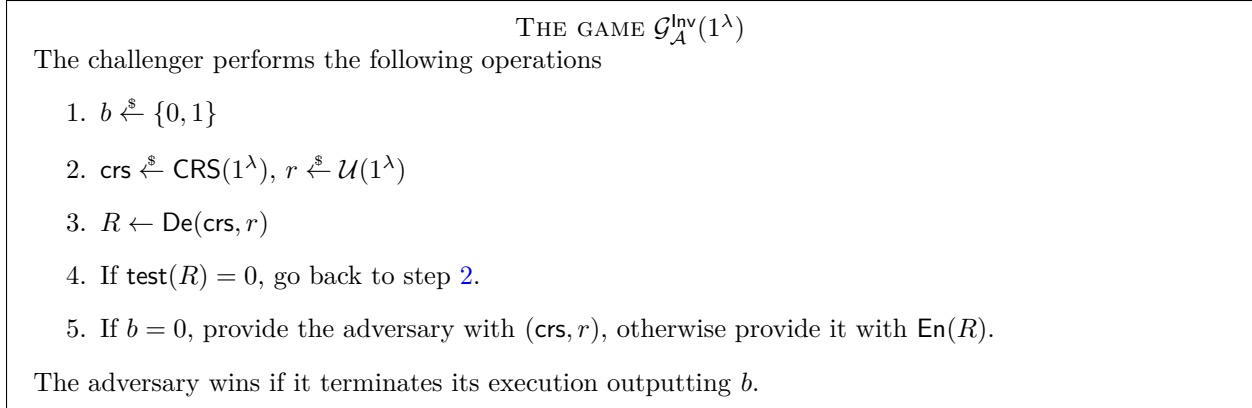 THE GAME 𝒢_𝒜^Inv(1^λ)
The challenger performs the following operations
1. b ←$ {0, 1}
2. crs ←$ CRS(1^λ), r ←$ 𝒰(1^λ)
3. R ← De(crs, r)
4. If test(R) = 0, go back to step 2.
5. If b = 0, provide the adversary with (crs, r), otherwise provide it with En(R).
The adversary wins if it terminates its execution outputting b.